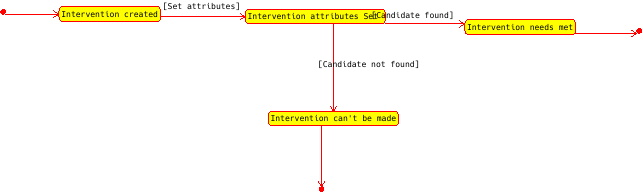 [Set attributes]
Intervention created
Intervention attributes Set
[Candidate found]
Intervention needs met
[Candidate not found]
Intervention can't be made